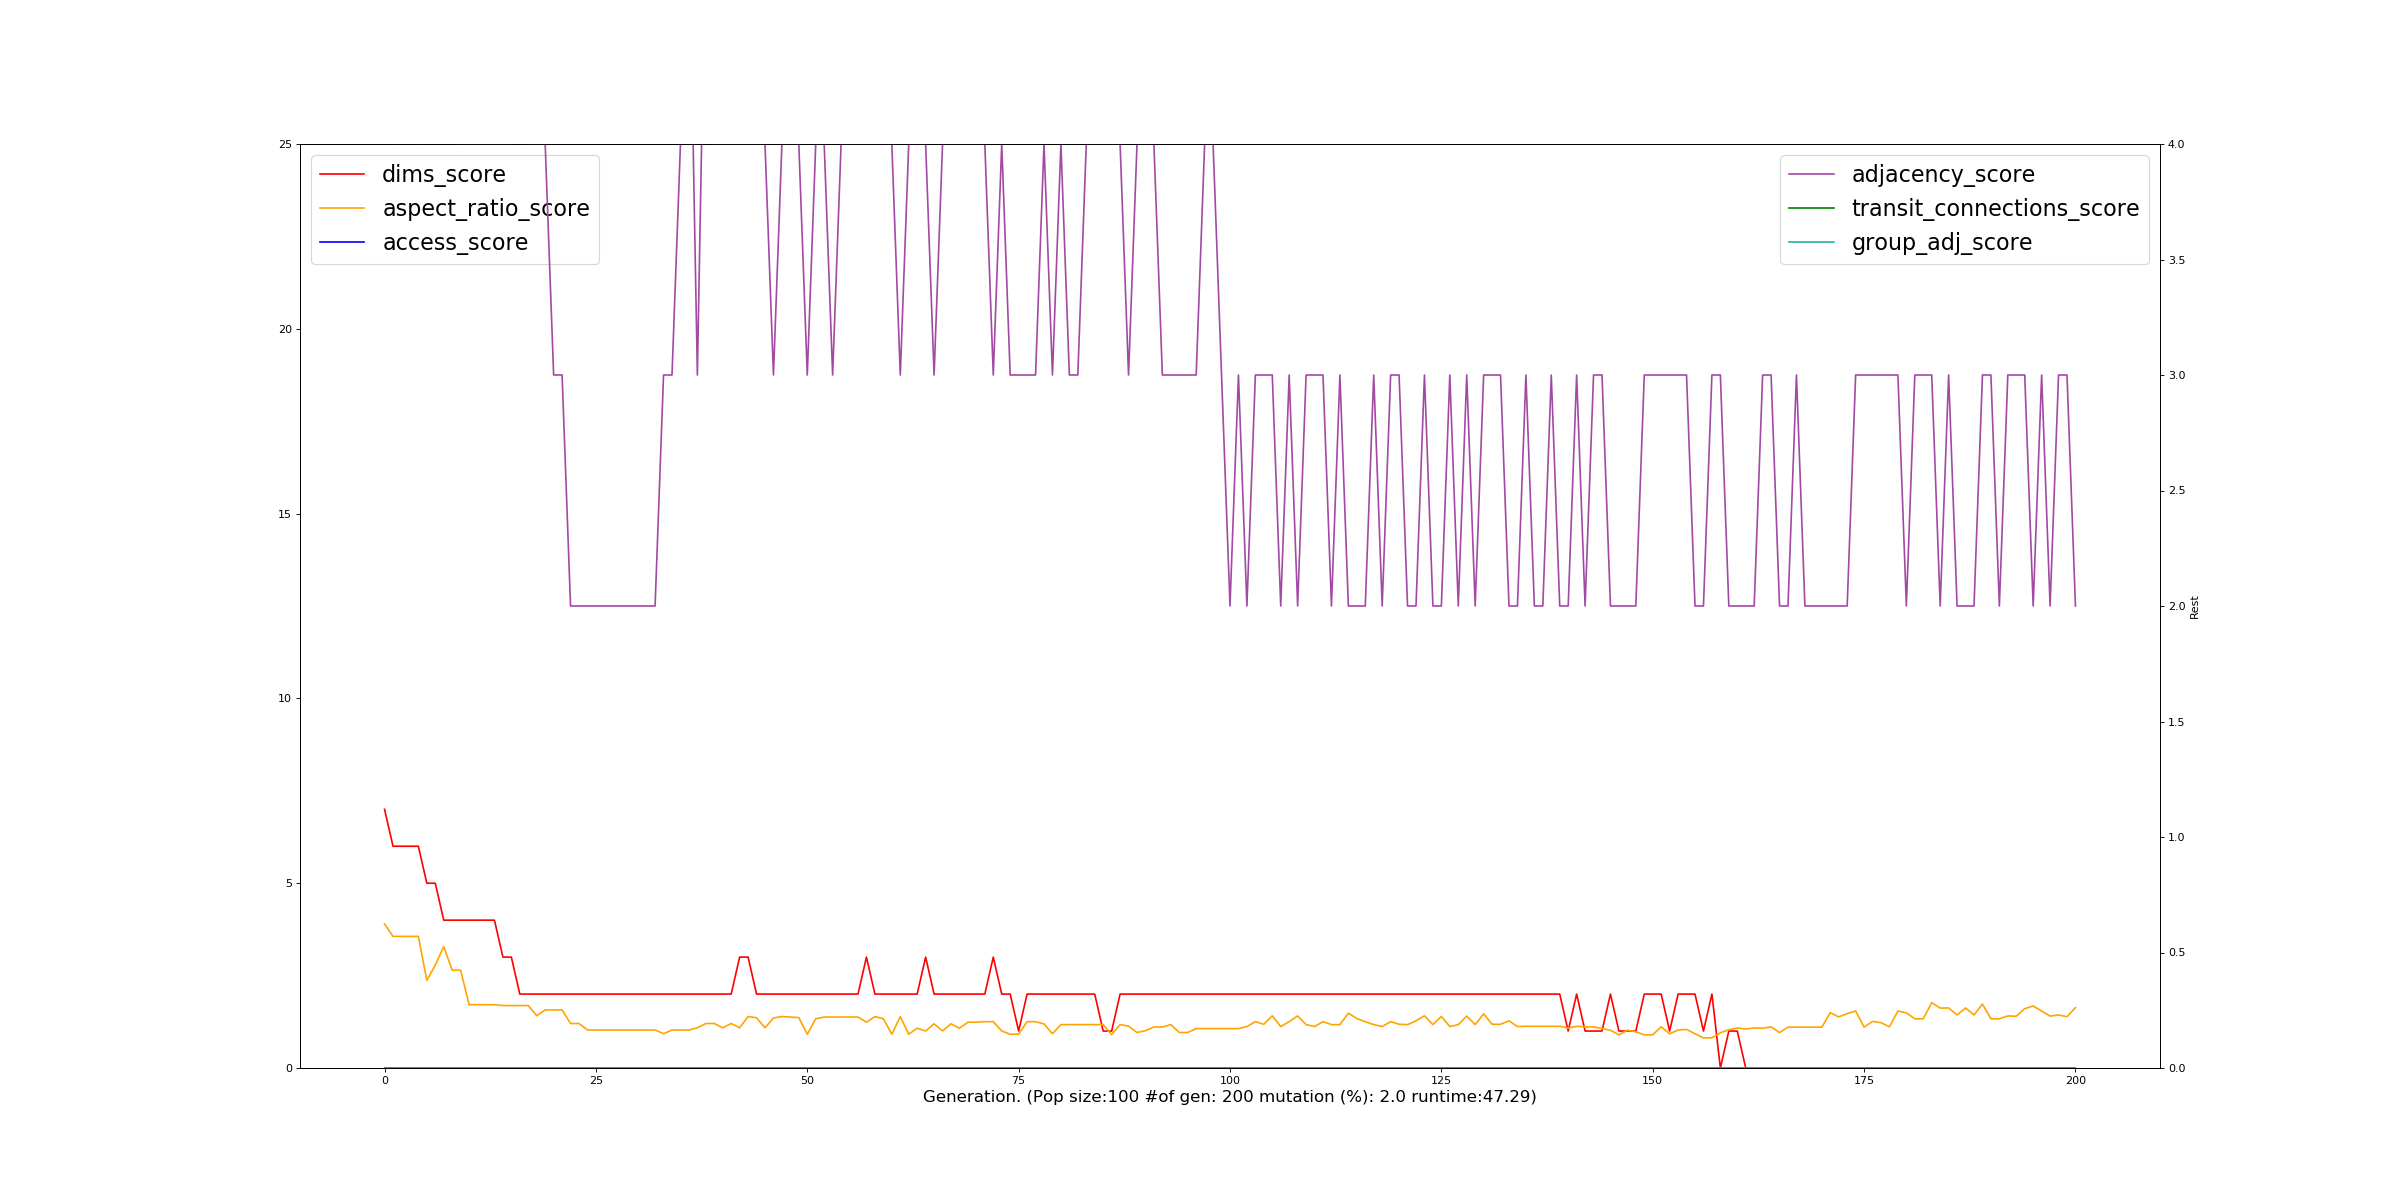 25
20
15
10
5
0
dims_score
aspect_ratio_score
access_score
adjacency_score
transit_connections_score
group_adj_score
4.0
3.5
3.0
2.5
2.0
1.5
1.0
0.5
0.0
Rest
0 25 50 75 100 125 150 175 200
Generation. (Pop size:100 #of gen: 200 mutation (%): 2.0 runtime:47.29)